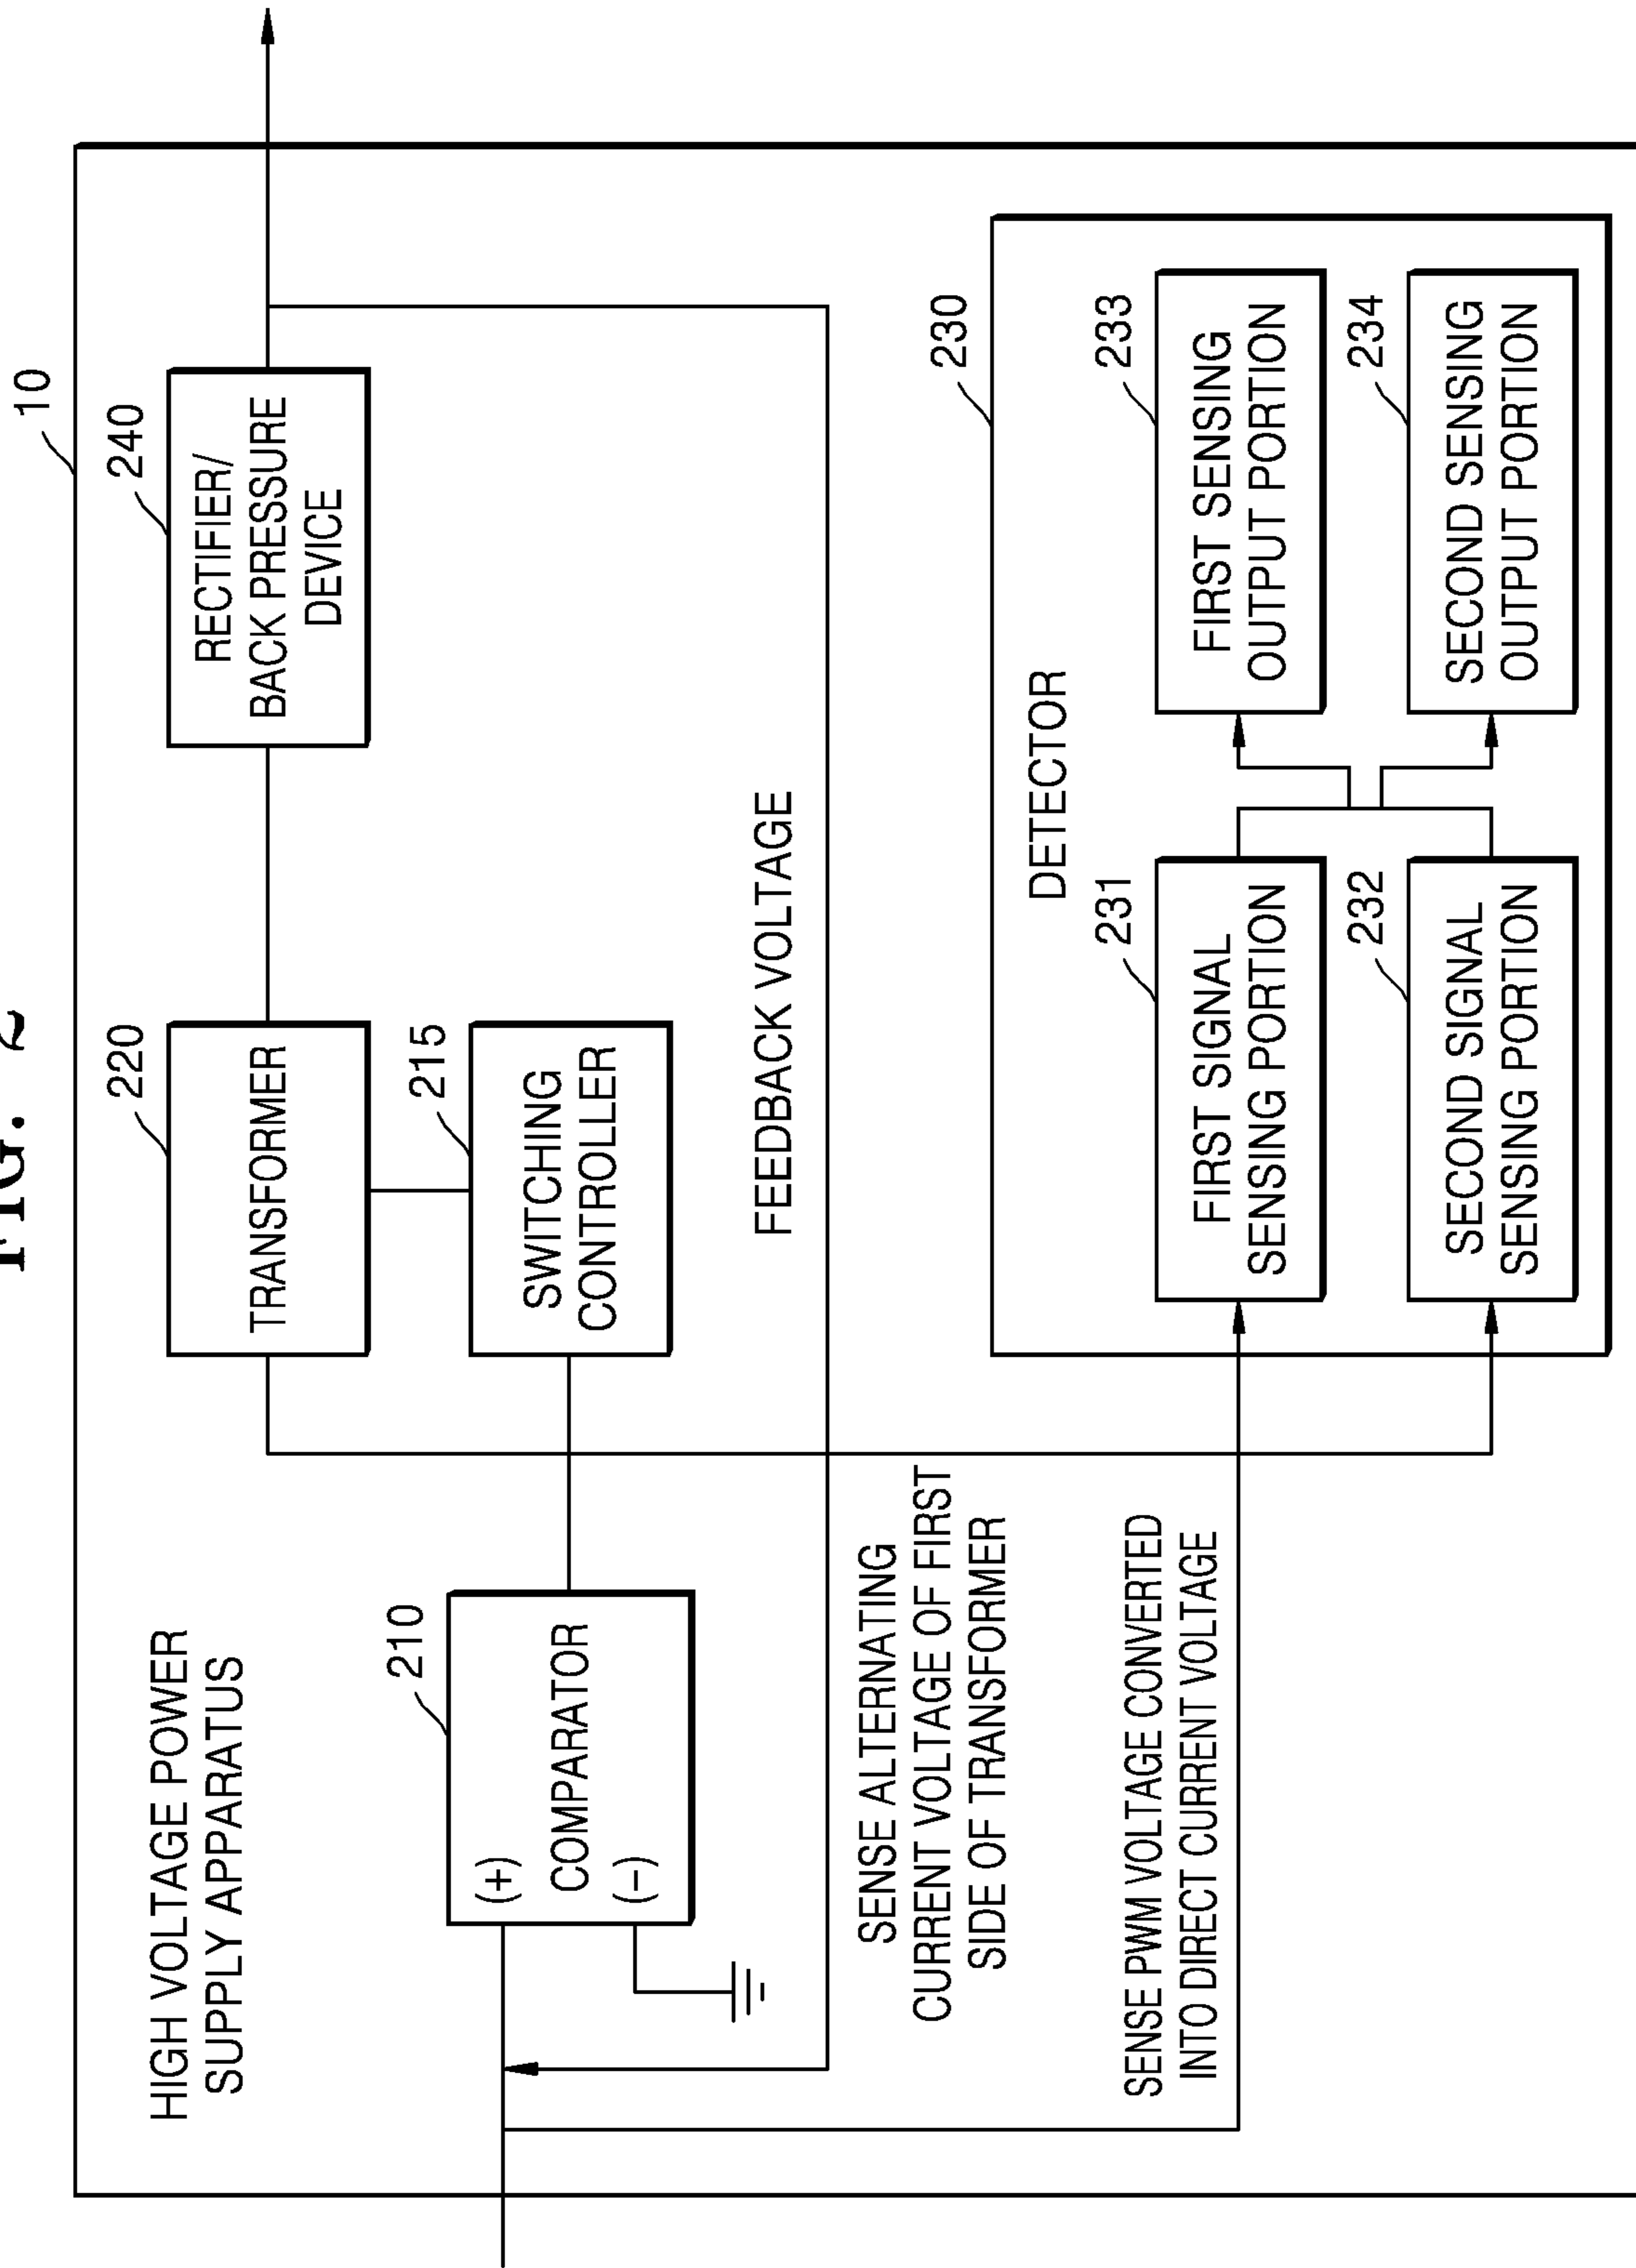 FIG. 2
10
HIGH VOLTAGE POWER
SUPPLY APPARATUS
220
TRANSFORMER
240
RECTIFIER/
BACK PRESSURE
DEVICE
210
(+)
COMPARATOR
(-)
215
SWITCHING
CONTROLLER
FEEDBACK VOLTAGE
SENSE ALTERNATING
CURRENT VOLTAGE OF FIRST
SIDE OF TRANSFORMER
SENSE PWM VOLTAGE CONVERTED
INTO DIRECT CURRENT VOLTAGE
230
DETECTOR
231
FIRST SIGNAL
SENSING PORTION
233
FIRST SENSING
OUTPUT PORTION
232
SECOND SIGNAL
SENSING PORTION
234
SECOND SENSING
OUTPUT PORTION